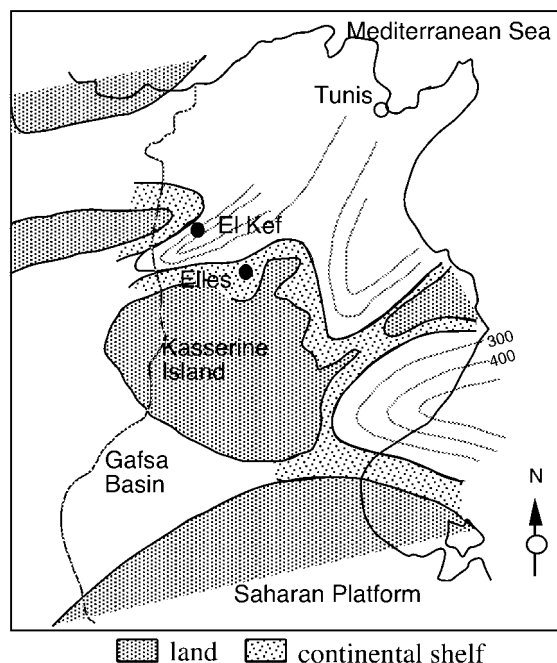 Mediterranean Sea
Tunis
El Kef
Elles
Kasserine
Island
300
400
Gafsa
Basin
N
Saharan Platform
land
continental shelf